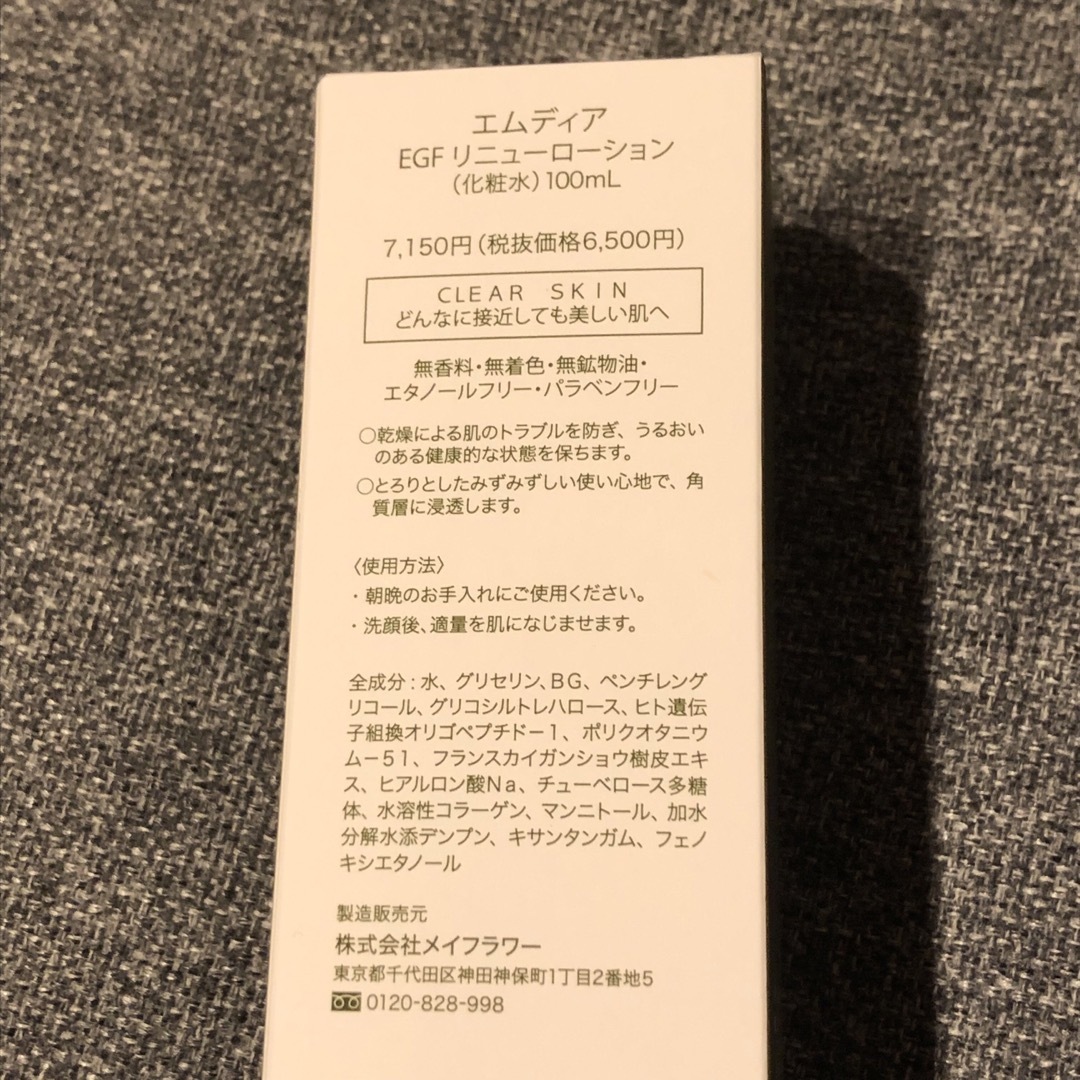 エムディア
EGF リニューローション
（化粧水）100mL
7,150円（税抜価格6,500円）
CLEAR SKIN
どんなに接近しても美しい肌へ
無香料・無着色・無鉱物油・
エタノールフリー・パラベンフリー
○乾燥による肌のトラブルを防ぎ、うるおい
のある健康的な状態を保ちます。
○とろりとしたみずみずしい使い心地で、角
質層に浸透します。
〈使用方法〉
・朝晩のお手入れにご使用ください。
・洗顔後、適量を肌になじませます。
全成分：水、グリセリン、BG、ペンチレング
リコール、グリコシルトレハロース、ヒト遺伝
子組換オリゴペプチドー1、ポリクオタニウ
ムー51、フランスカイガンショウ樹皮エキ
ス、ヒアルロン酸Na、チューベロース多糖
体、水溶性コラーゲン、マンニトール、加水
分解水添デンプン、キサンタンガム、フェノ
キシエタノール
製造販売元
株式会社メイフラワー
東京都千代田区神田神保町1丁目2番地5
0120-828-998